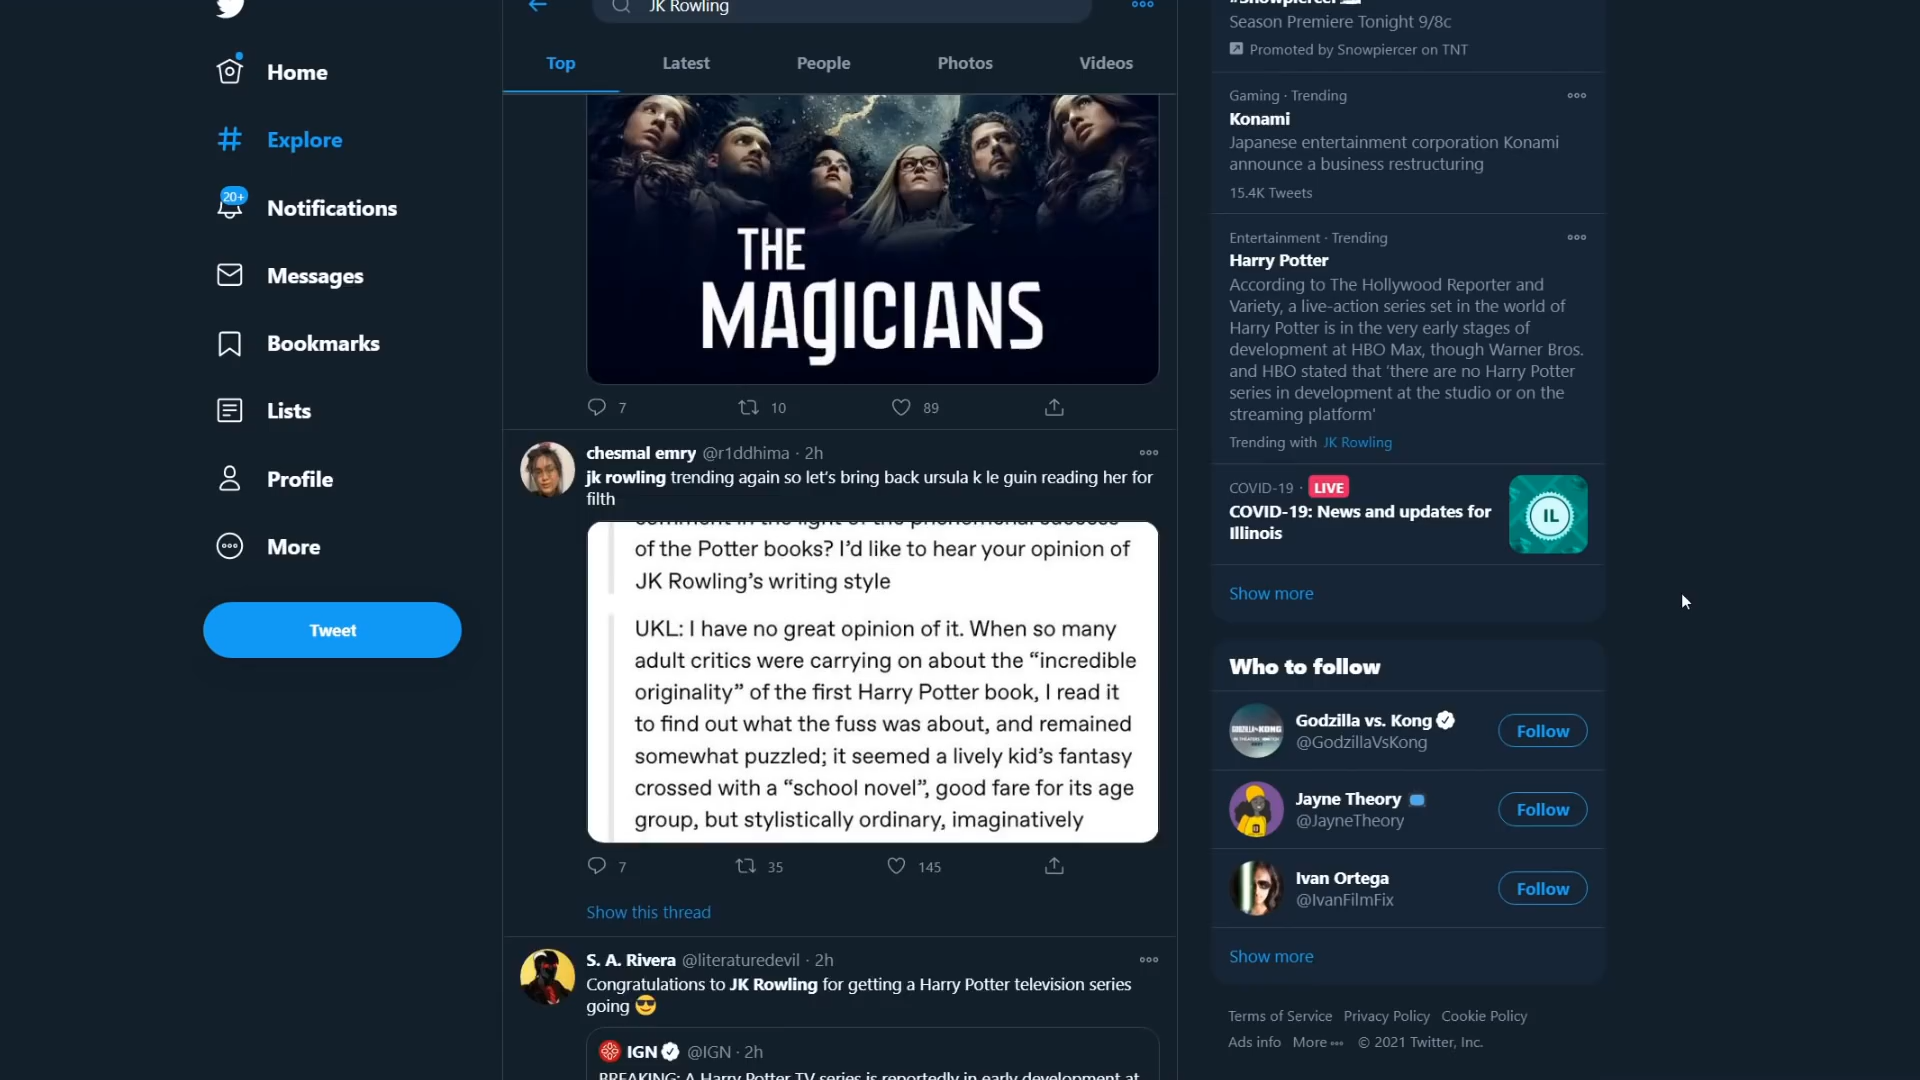 JK Rowling
Top
Latest
People
Photos
Videos
Home
Explore
20+
Notifications
Messages
Bookmarks
Lists
Profile
More
Tweet
THE
MAGICIANS
7
10
89
chesmal emry @r1ddhima · 2h
jk rowling trending again so let's bring back ursula k le guin reading her for
filth
comment in the light of the phenomenal success
of the Potter books? I'd like to hear your opinion of
JK Rowling's writing style
UKL: I have no great opinion of it. When so many
adult critics were carrying on about the “incredible
originality” of the first Harry Potter book, I read it
to find out what the fuss was about, and remained
somewhat puzzled; it seemed a lively kid's fantasy
crossed with a “school novel”, good fare for its age
group, but stylistically ordinary, imaginatively
7
35
145
Show this thread
S. A. Rivera @literaturedevil · 2h
Congratulations to JK Rowling for getting a Harry Potter television series
going
IGN @IGN · 2h
BREAKING: A Harry Potter TV series is reportedly in early development at
#Snowpiercer
Season Premiere Tonight 9/8c
Promoted by Snowpiercer on TNT
Gaming · Trending
Konami
Japanese entertainment corporation Konami
announce a business restructuring
15.4K Tweets
Entertainment · Trending
Harry Potter
According to The Hollywood Reporter and
Variety, a live-action series set in the world of
Harry Potter is in the very early stages of
development at HBO Max, though Warner Bros.
and HBO stated that 'there are no Harry Potter
series in development at the studio or on the
streaming platform'
Trending with JK Rowling
COVID-19 · LIVE
COVID-19: News and updates for
Illinois
IL
Show more
Who to follow
Godzilla vs. Kong
@GodzillaVsKong
Follow
Jayne Theory
@JayneTheory
Follow
Ivan Ortega
@IvanFilmFix
Follow
Show more
Terms of Service Privacy Policy Cookie Policy
Ads info More © 2021 Twitter, Inc.